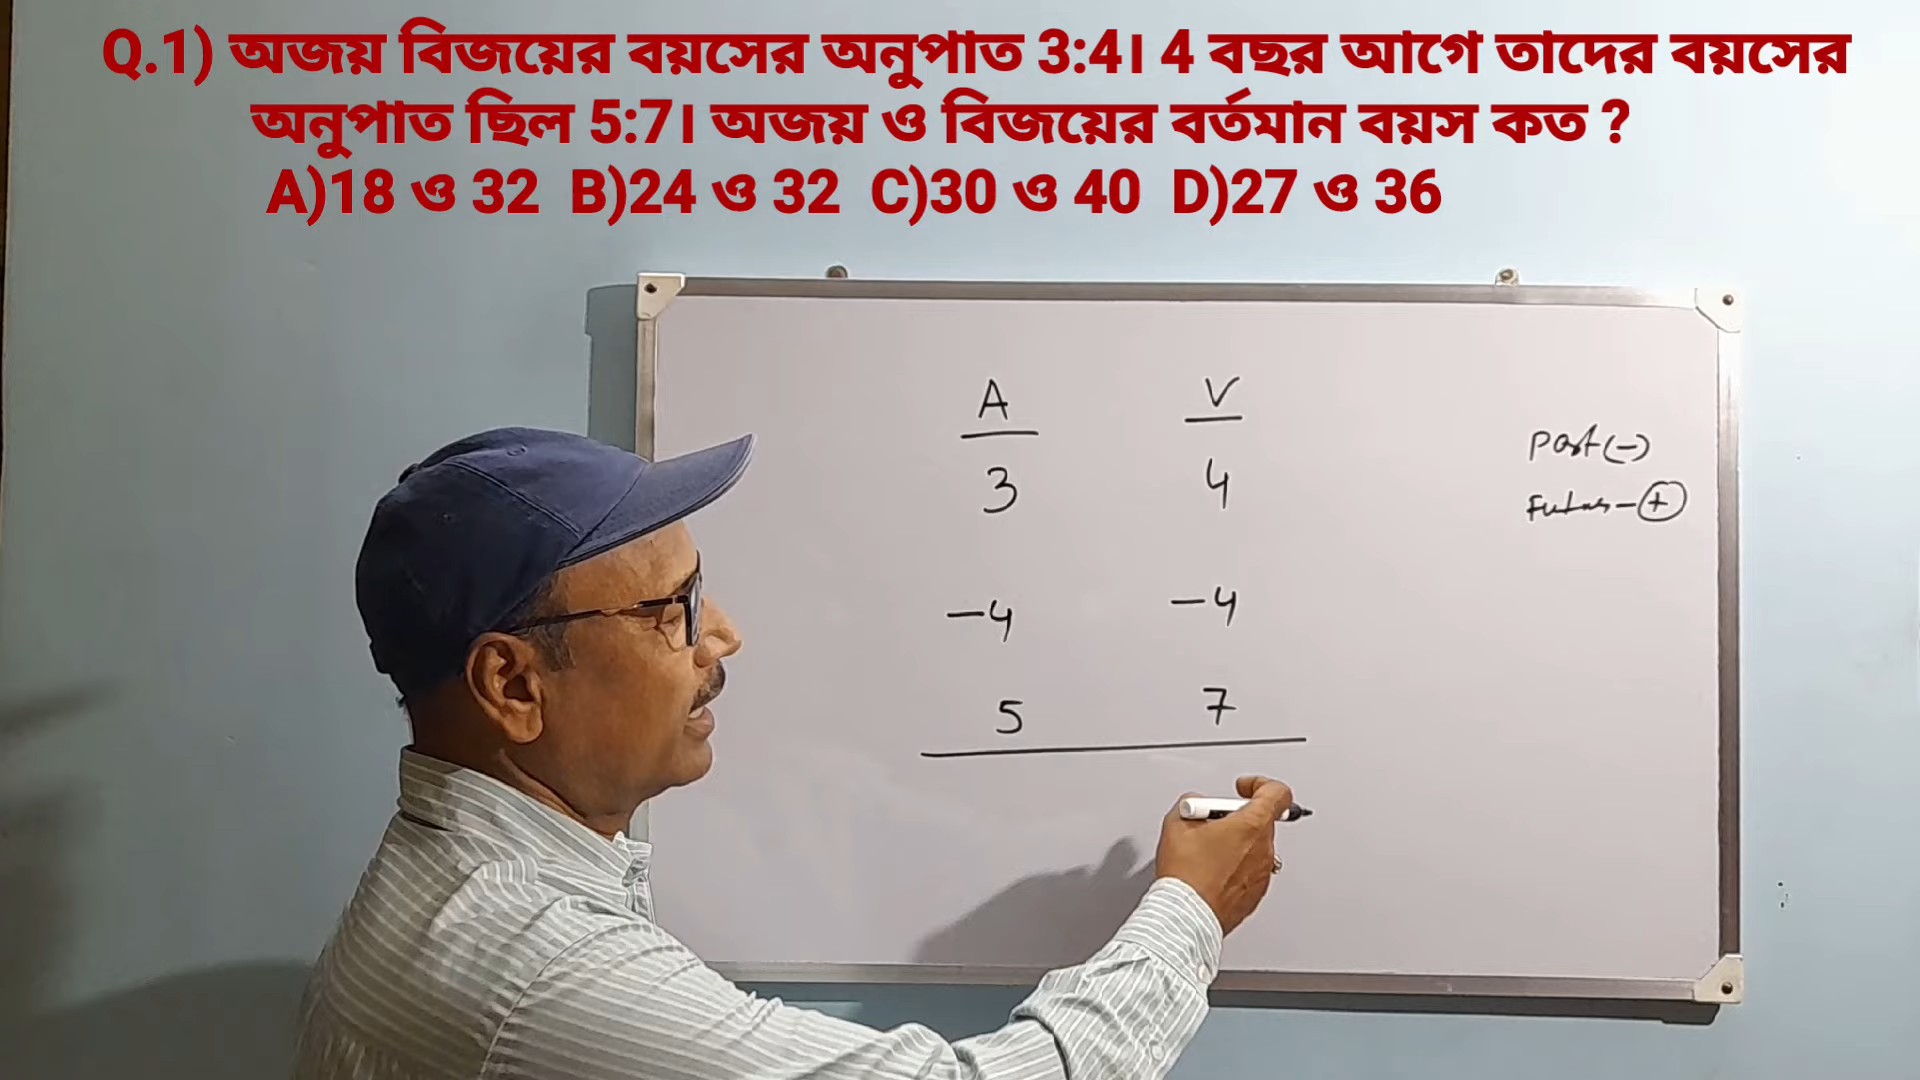 Q.1) অজয় বিজয়ের বয়সের অনুপাত 3:4। 4 বছর আগে তাদের বয়সের
অনুপাত ছিল 5:7। অজয় ও বিজয়ের বর্তমান বয়স কত ?
A)18 ও 32 B)24 ও 32 C)30 ও 40 D)27 ও 36
A V
3 4
-4 -4
5 7
Past (-)
- (+)